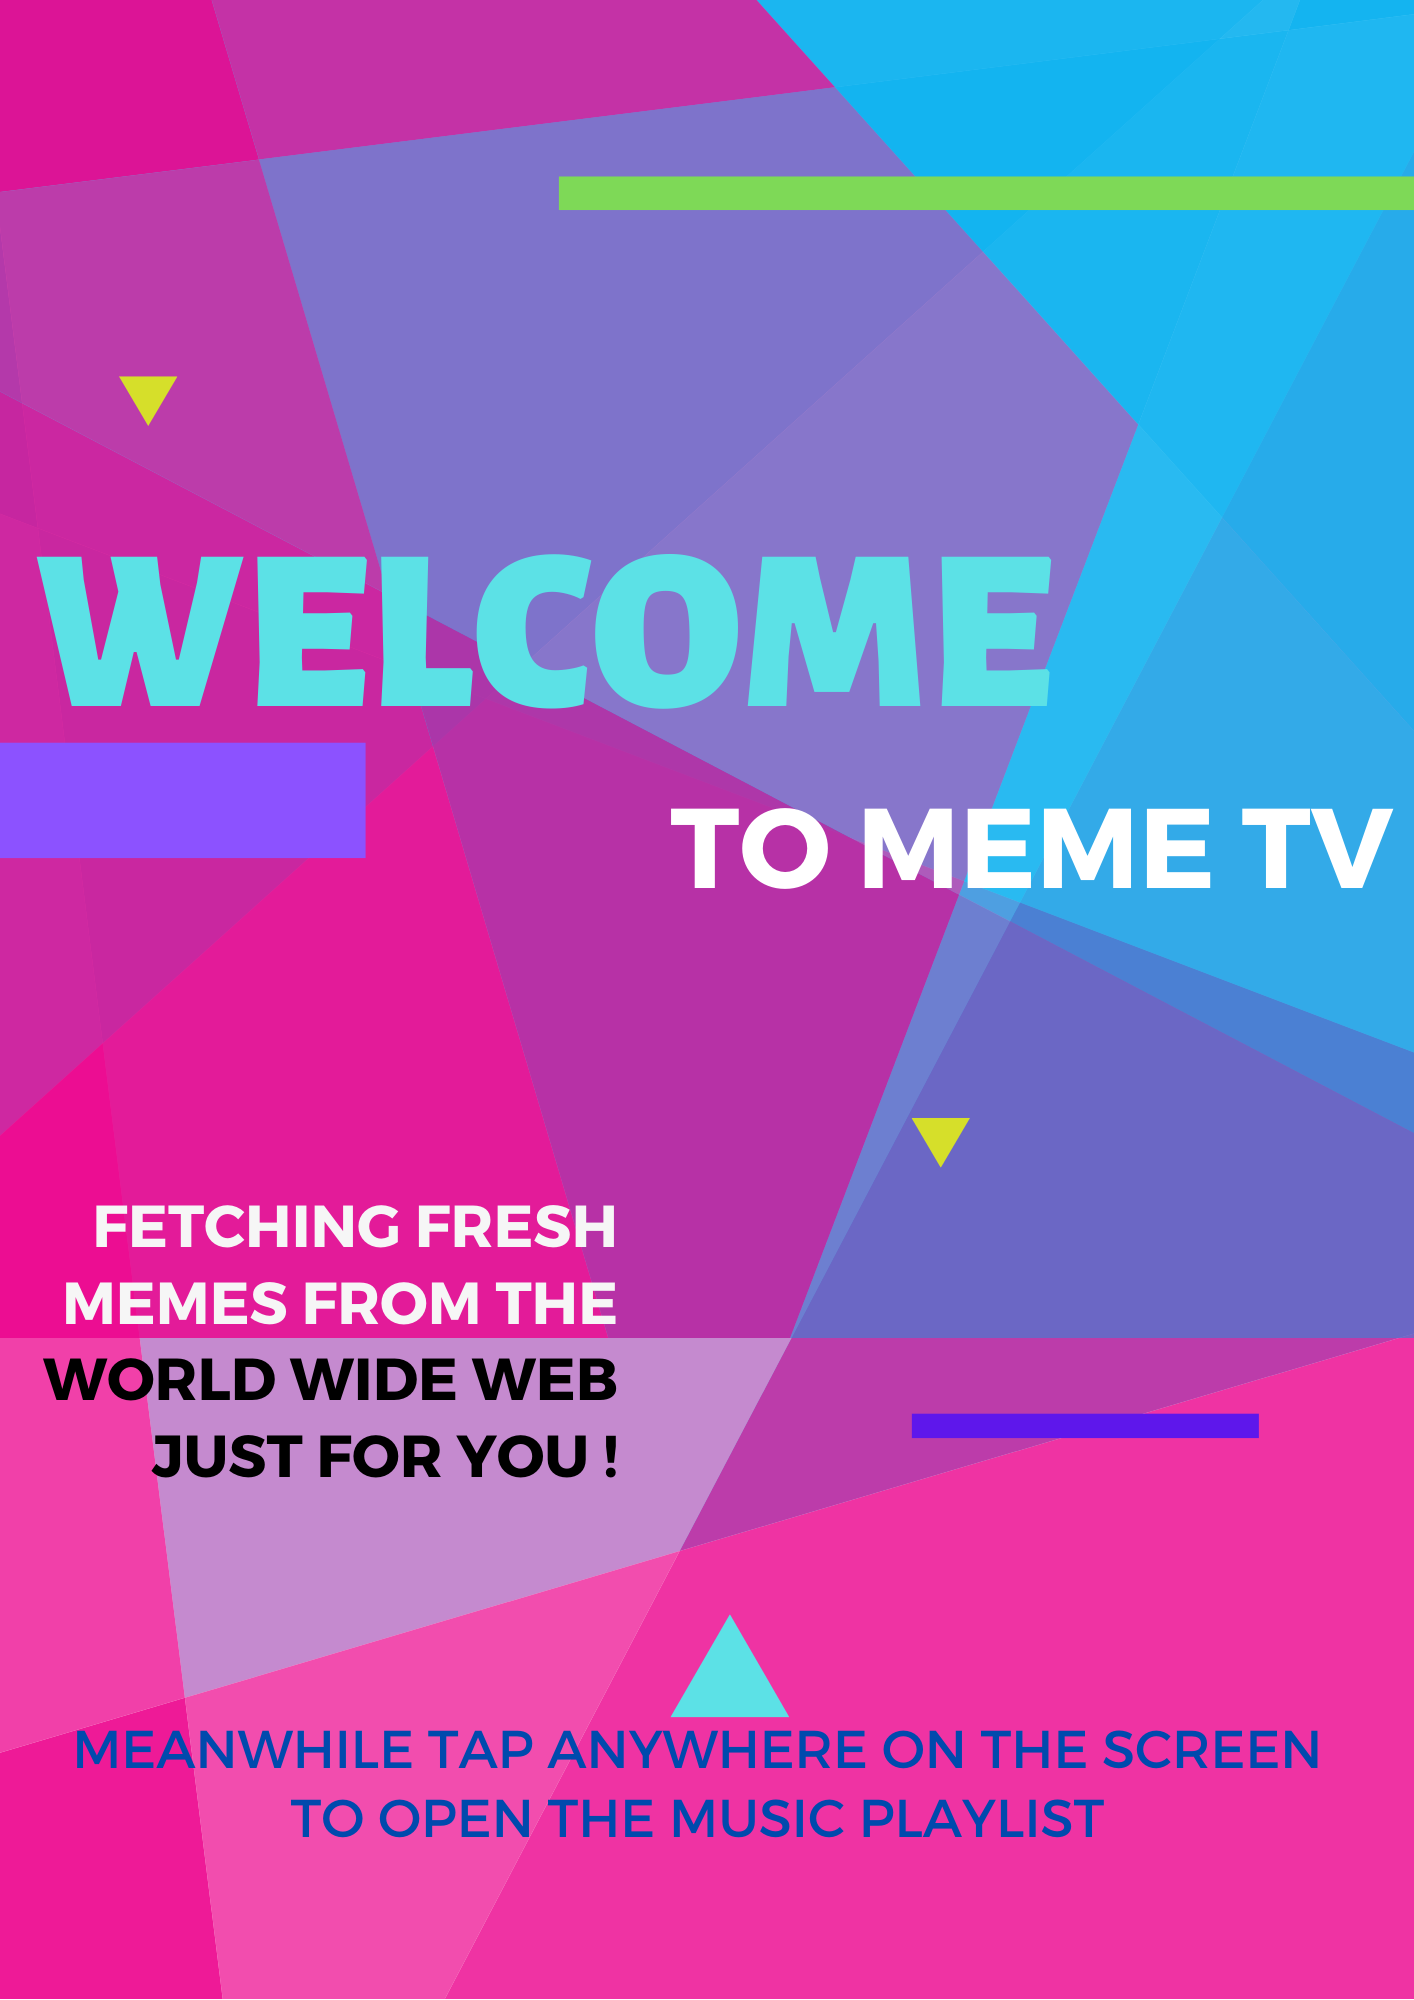 WELCOME
TO MEME TV
FETCHING FRESH
MEMES FROM THE
WORLD WIDE WEB
JUST FOR YOU !
MEANWHILE TAP ANYWHERE ON THE SCREEN
TO OPEN THE MUSIC PLAYLIST